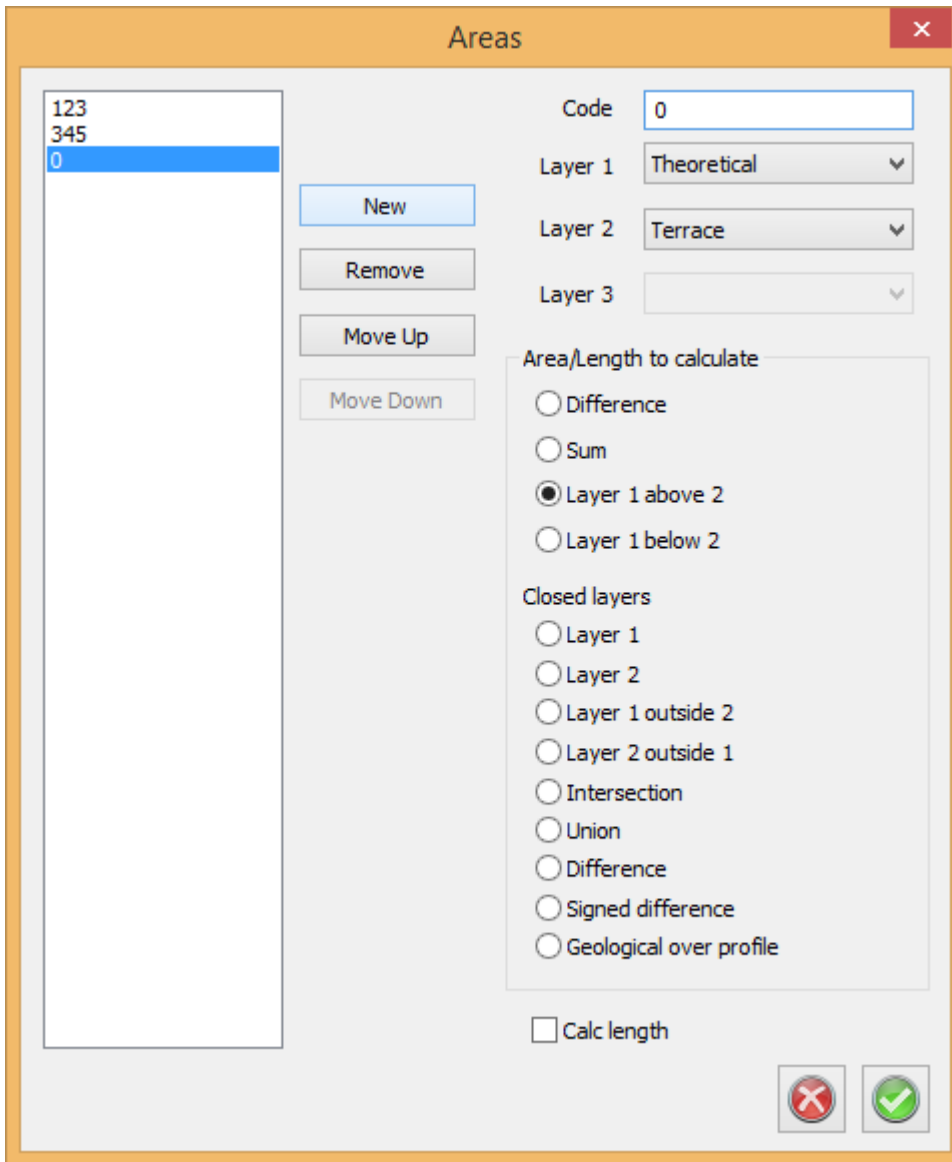 Areas
123
345
0
New
Remove
Move Up
Move Down
Code 0
Layer 1 Theoretical
Layer 2 Terrace
Layer 3
Area/Length to calculate
Difference
Sum
Layer 1 above 2
Layer 1 below 2
Closed layers
Layer 1
Layer 2
Layer 1 outside 2
Layer 2 outside 1
Intersection
Union
Difference
Signed difference
Geological over profile
Calc length